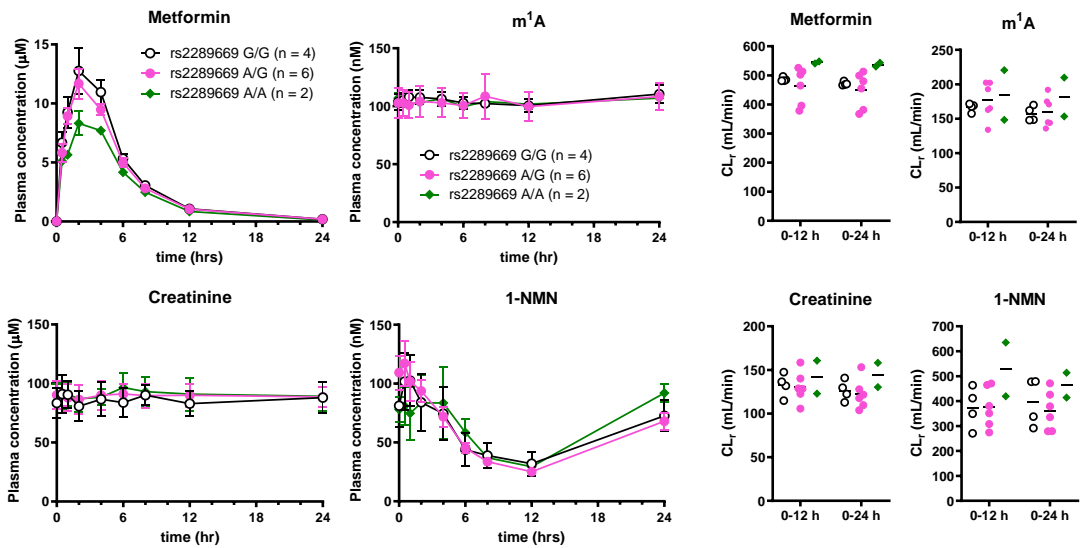 Metformin
Plasma concentration (µM)
15
10
5
0
rs2289669 G/G (n = 4)
rs2289669 A/G (n = 6)
rs2289669 A/A (n = 2)
0 6 12 18 24
time (hrs)
m¹A
Plasma concentration (nM)
150
100
50
0
rs2289669 G/G (n = 4)
rs2289669 A/G (n = 6)
rs2289669 A/A (n = 2)
0 6 12 18 24
time (hrs)
Metformin
CLr (mL/min)
600
500
400
300
200
100
0
0-12 h 0-24 h
m¹A
CLr (mL/min)
250
200
150
100
50
0
0-12 h 0-24 h
Creatinine
Plasma concentration (µM)
150
100
50
0
0 6 12 18 24
time (hr)
1-NMN
Plasma concentration (nM)
150
100
50
0
0 6 12 18 24
time (hr)
Creatinine
CLr (mL/min)
200
150
100
50
0
0-12 h 0-24 h
1-NMN
CLr (mL/min)
700
600
500
400
300
200
100
0
0-12 h 0-24 h